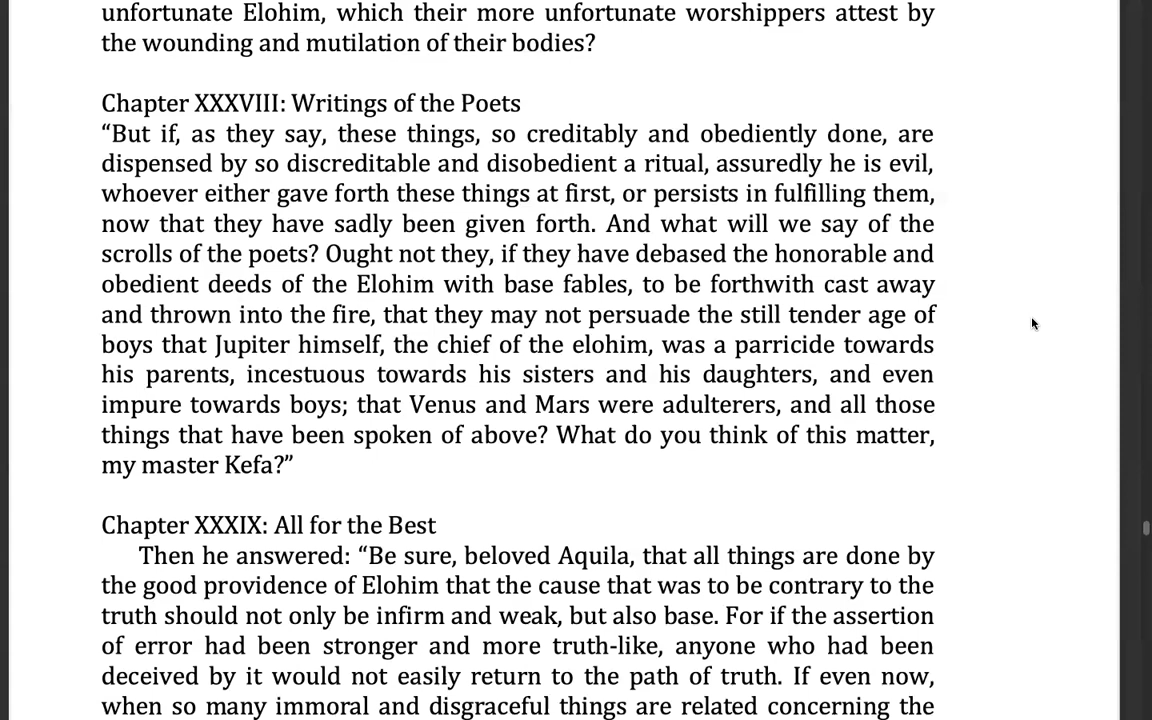 unfortunate Elohim, which their more unfortunate worshippers attest by
the wounding and mutilation of their bodies?
Chapter XXXVIII: Writings of the Poets
“But if, as they say, these things, so creditably and obediently done, are
dispensed by so discreditable and disobedient a ritual, assuredly he is evil,
whoever either gave forth these things at first, or persists in fulfilling them,
now that they have sadly been given forth. And what will we say of the
scrolls of the poets? Ought not they, if they have debased the honorable and
obedient deeds of the Elohim with base fables, to be forthwith cast away
and thrown into the fire, that they may not persuade the still tender age of
boys that Jupiter himself, the chief of the elohim, was a parricide towards
his parents, incestuous towards his sisters and his daughters, and even
impure towards boys; that Venus and Mars were adulterers, and all those
things that have been spoken of above? What do you think of this matter,
my master Kefa?”
Chapter XXXIX: All for the Best
Then he answered: “Be sure, beloved Aquila, that all things are done by
the good providence of Elohim that the cause that was to be contrary to the
truth should not only be infirm and weak, but also base. For if the assertion
of error had been stronger and more truth-like, anyone who had been
deceived by it would not easily return to the path of truth. If even now,
when so many immoral and disgraceful things are related concerning the